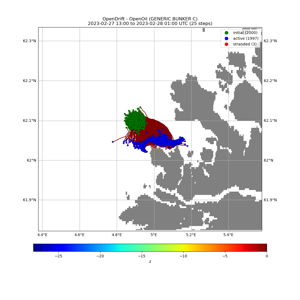 OpenDrift - OpenOil (GENERIC BUNKER C)
2023-02-27 13:00 to 2023-02-28 01:00 UTC (25 steps)
initial (2000)
active (1997)
stranded (3)
62.3°N 62.3°N
62.2°N 62.2°N
62.1°N 62.1°N
62°N 62°N
61.9°N 61.9°N
4.4°E 4.6°E 4.8°E 5°E 5.2°E 5.4°E
−25 −20 −15 −10 −5 0
z